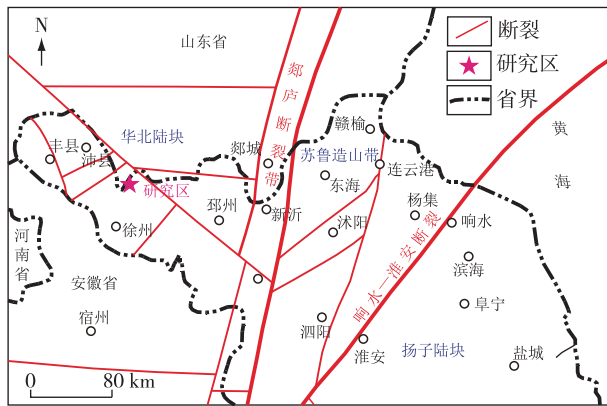 N
山东省
断裂
研究区
省界
郯庐断裂带
黄海
华北陆块
赣榆
丰县
沛县
郯城
苏鲁造山带
连云港
研究区
东海
邳州
新沂
杨集
响水
徐州
沭阳
河南省
滨海
安徽省
响水—淮安断裂
宿州
泗阳
阜宁
淮安
扬子陆块
盐城
0 80 km